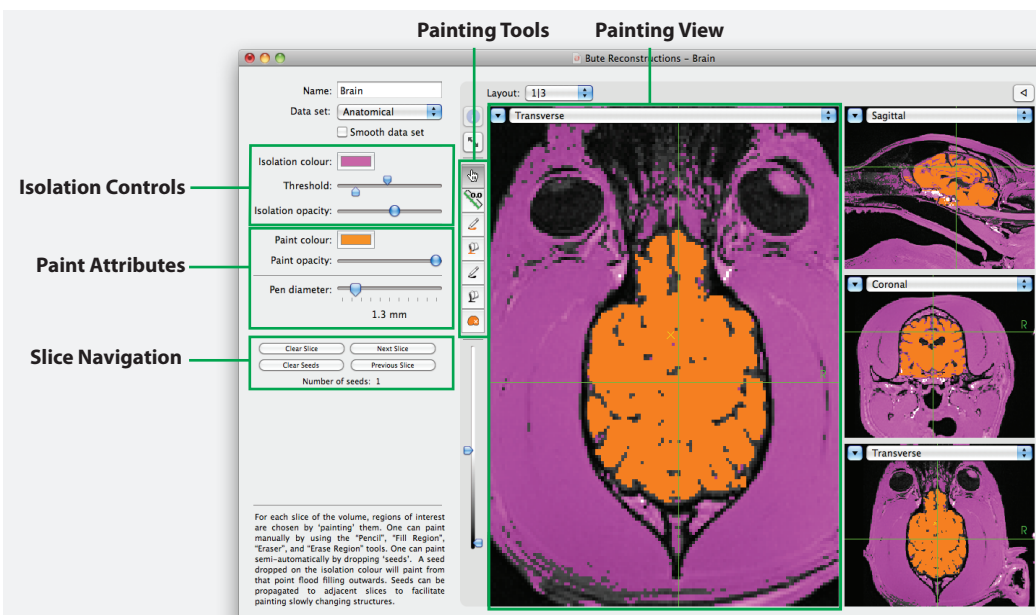 Painting Tools
Painting View
Bute Reconstructions – Brain
Name: Brain
Data set: Anatomical
Smooth data set
Layout: 1|3
Transverse
Sagittal
Isolation Controls
Isolation colour:
Threshold:
Isolation opacity:
Paint Attributes
Paint colour:
Paint opacity:
Pen diameter:
1.3 mm
Coronal
R
Slice Navigation
Clear Slice
Next Slice
Clear Seeds
Previous Slice
Number of seeds: 1
Transverse
R
For each slice of the volume, regions of interest
are chosen by 'painting' them. One can paint
manually by using the "Pencil", "Fill Region",
"Eraser", and "Erase Region" tools. One can paint
semi-automatically by dropping 'seeds'. A seed
dropped on the isolation colour will paint from
that point flood filling outwards. Seeds can be
propagated to adjacent slices to facilitate
painting slowly changing structures.